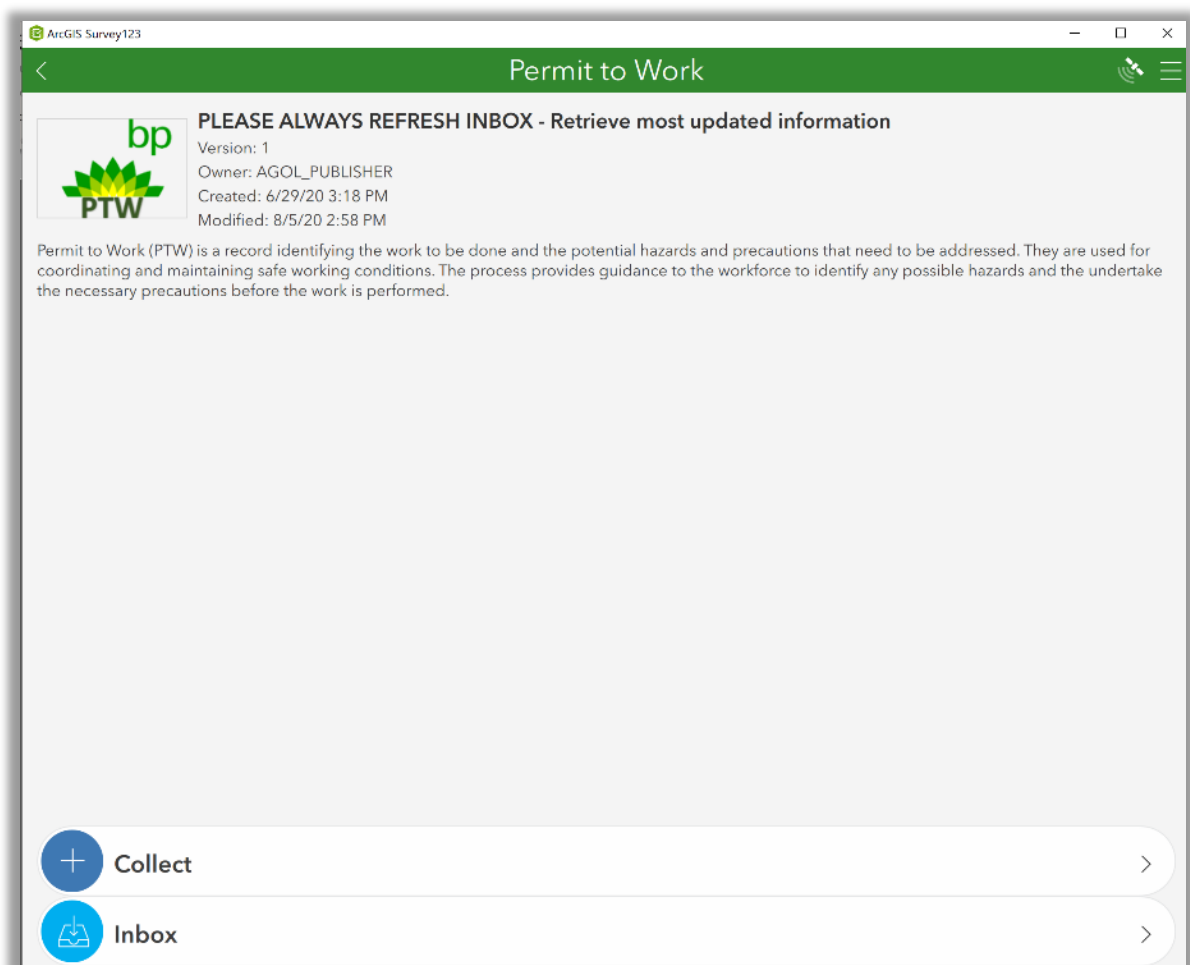 ArcGIS Survey123
Permit to Work
bp
PTW
PLEASE ALWAYS REFRESH INBOX - Retrieve most updated information
Version: 1
Owner: AGOL_PUBLISHER
Created: 6/29/20 3:18 PM
Modified: 8/5/20 2:58 PM
Permit to Work (PTW) is a record identifying the work to be done and the potential hazards and precautions that need to be addressed. They are used for
coordinating and maintaining safe working conditions. The process provides guidance to the workforce to identify any possible hazards and the undertake
the necessary precautions before the work is performed.
Collect
Inbox